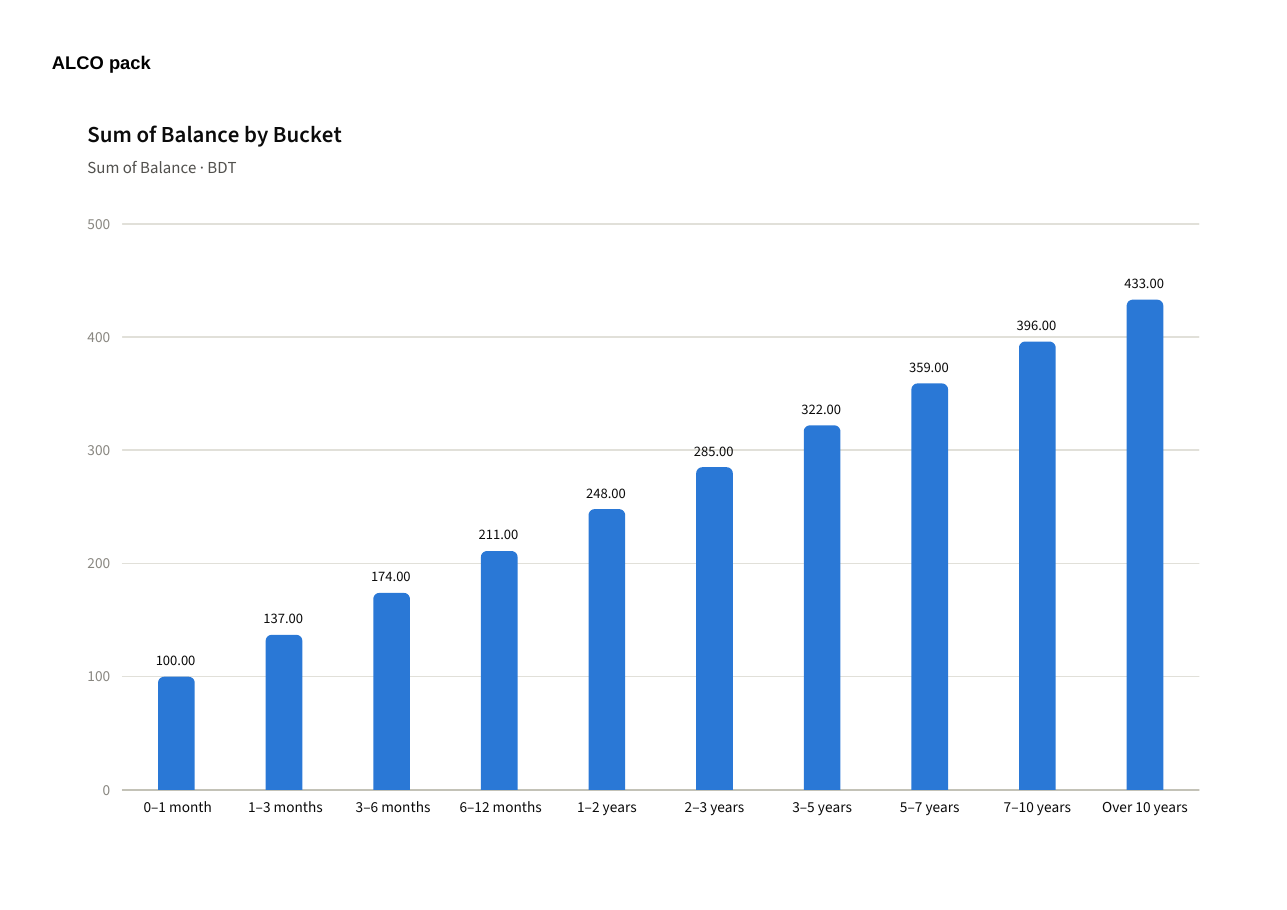 ALCO pack
Sum of Balance by Bucket
Sum of Balance · BDT
500
400
300
200
100
0
100.00
137.00
174.00
211.00
248.00
285.00
322.00
359.00
396.00
433.00
0–1 month
1–3 months
3–6 months
6–12 months
1–2 years
2–3 years
3–5 years
5–7 years
7–10 years
Over 10 years